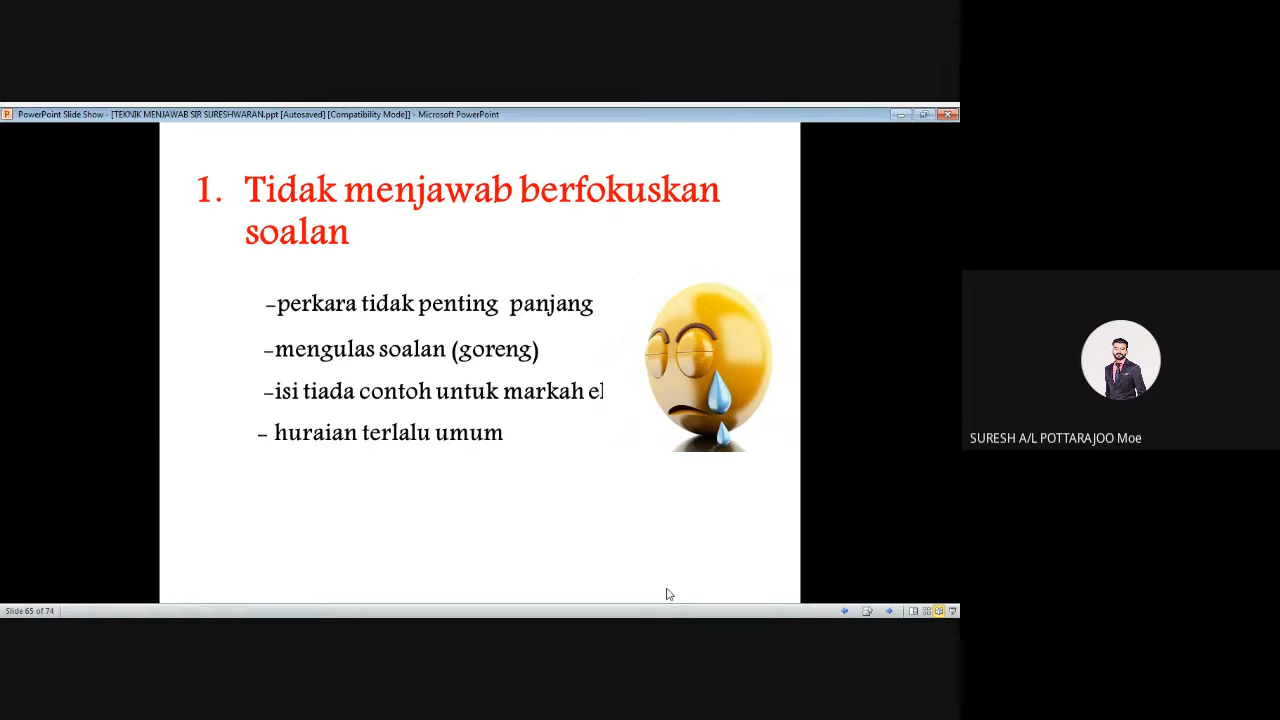 PowerPoint Slide Show - [TEKNIK MENJAWAB SIR SURESHWARAN.ppt [Autosaved] [Compatibility Mode]] - Microsoft PowerPoint
1. Tidak menjawab berfokuskan
soalan
-perkara tidak penting panjang
-mengulas soalan (goreng)
-isi tiada contoh untuk markah
- huraian terlalu umum
SURESH A/L POTTARAJOO Moe
Slide 65 of 74